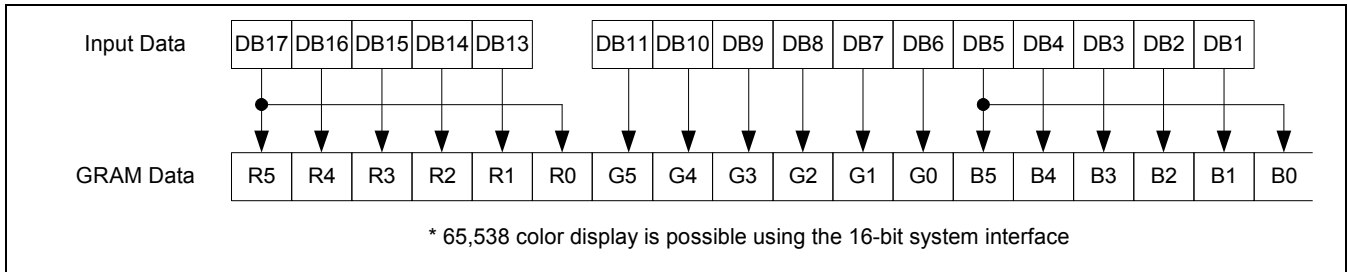 Input Data DB17 DB16 DB15 DB14 DB13 DB11 DB10 DB9 DB8 DB7 DB6 DB5 DB4 DB3 DB2 DB1
GRAM Data R5 R4 R3 R2 R1 R0 G5 G4 G3 G2 G1 G0 B5 B4 B3 B2 B1 B0
* 65,538 color display is possible using the 16-bit system interface